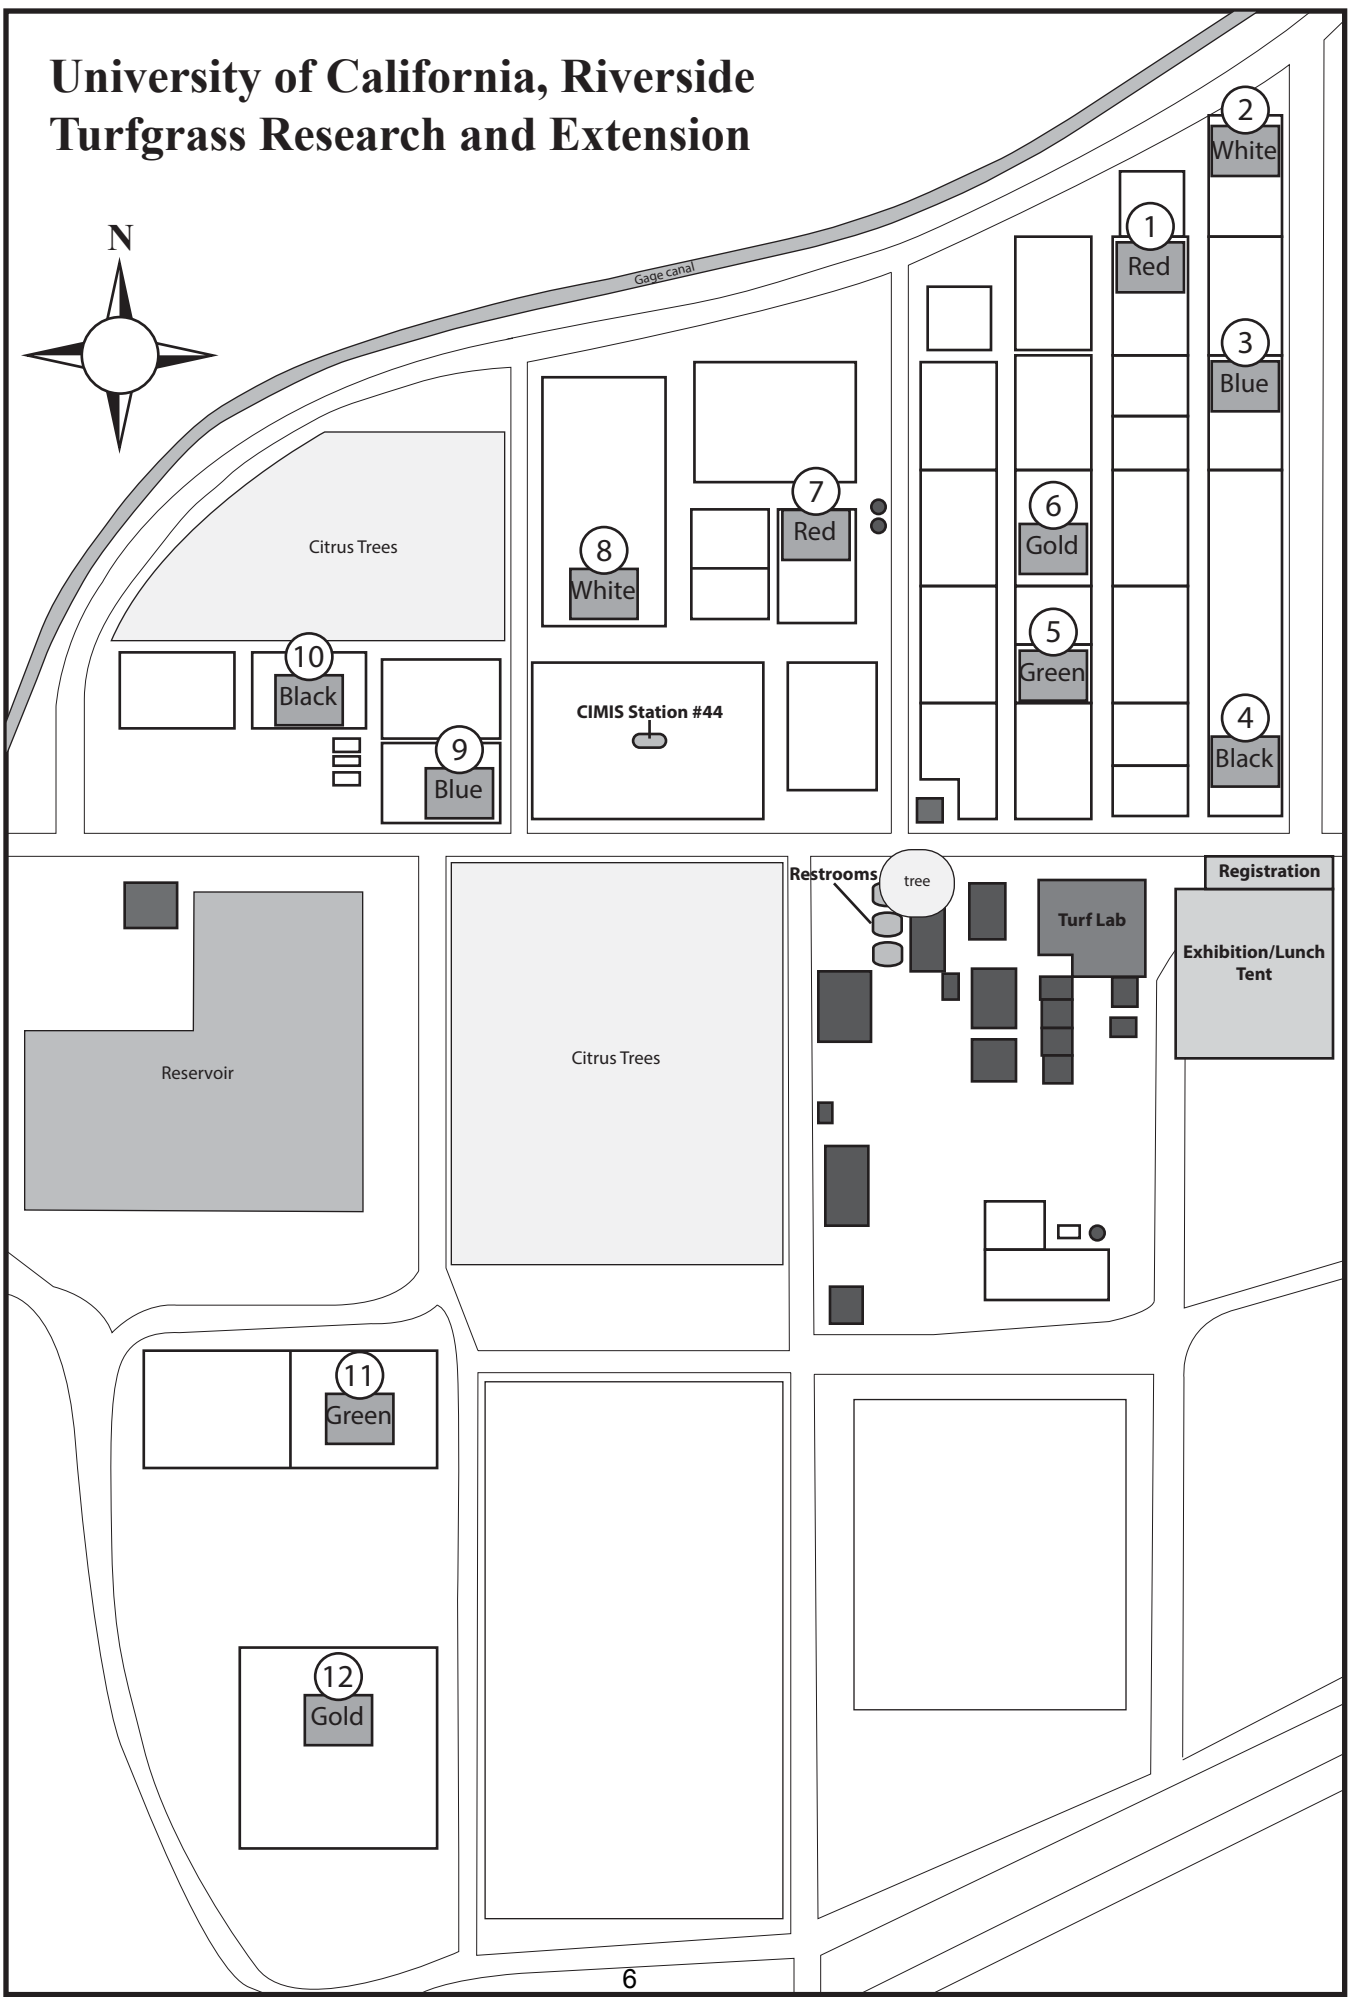 University of California, Riverside
Turfgrass Research and Extension
N
Gage canal
2
White
1
Red
3
Blue
7
Red
6
Gold
8
White
Citrus Trees
5
Green
10
Black
CIMIS Station #44
4
Black
9
Blue
Restrooms
tree
Registration
Turf Lab
Exhibition/Lunch
Tent
Citrus Trees
Reservoir
11
Green
12
Gold
6